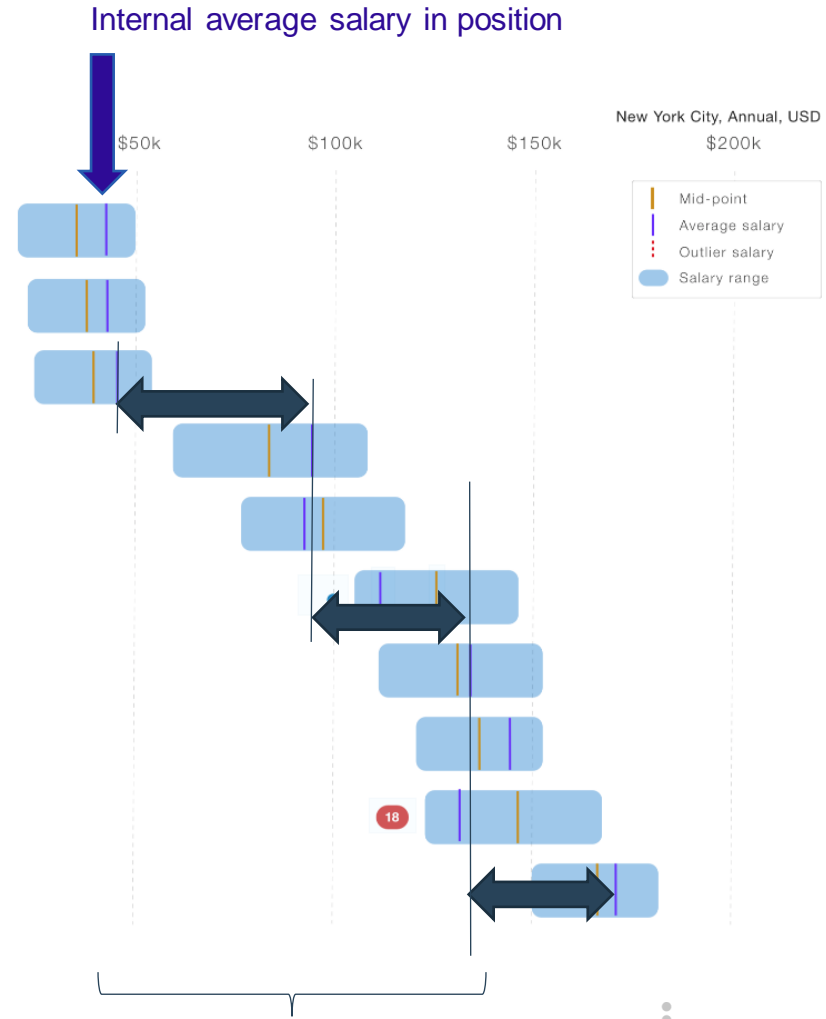 Internal average salary in position
New York City, Annual, USD
$50k $100k $150k $200k
Mid-point
Average salary
Outlier salary
Salary range
18